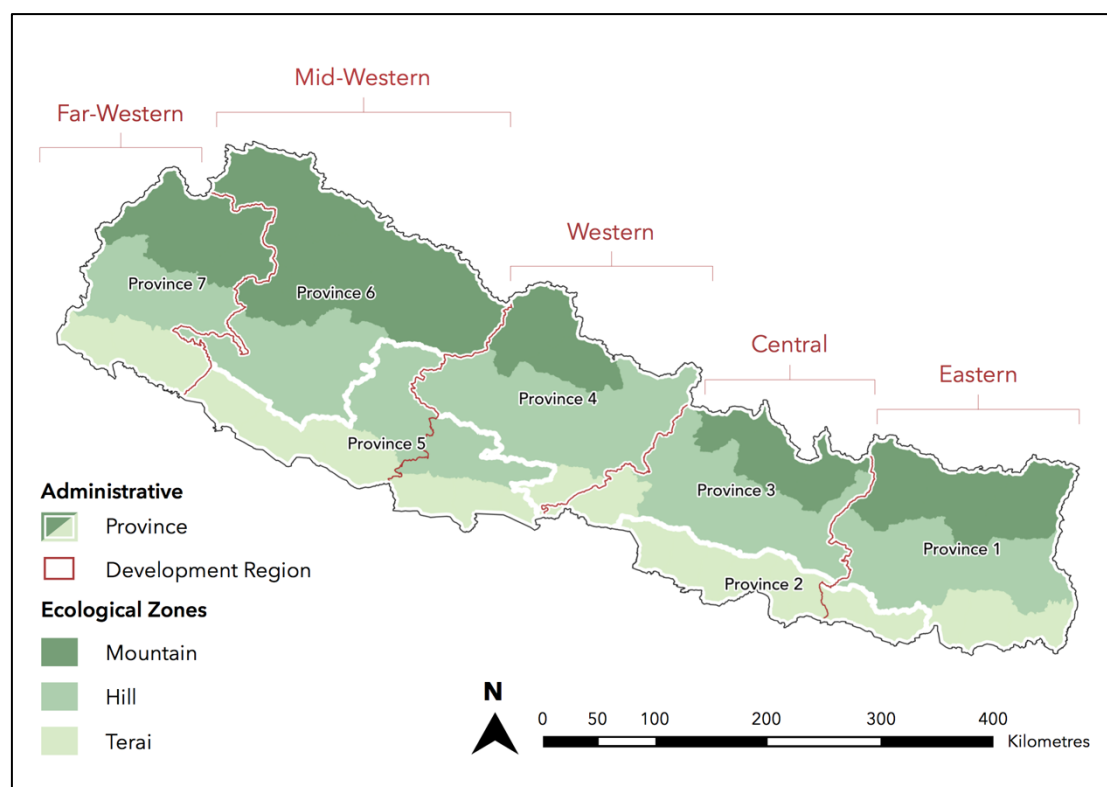 Mid-Western
Far-Western
Western
Central
Eastern
Province 7
Province 6
Province 4
Province 5
Province 3
Province 1
Province 2
Administrative
Province
Development Region
Ecological Zones
Mountain
Hill
Terai
N
0 50 100 200 300 400
Kilometres